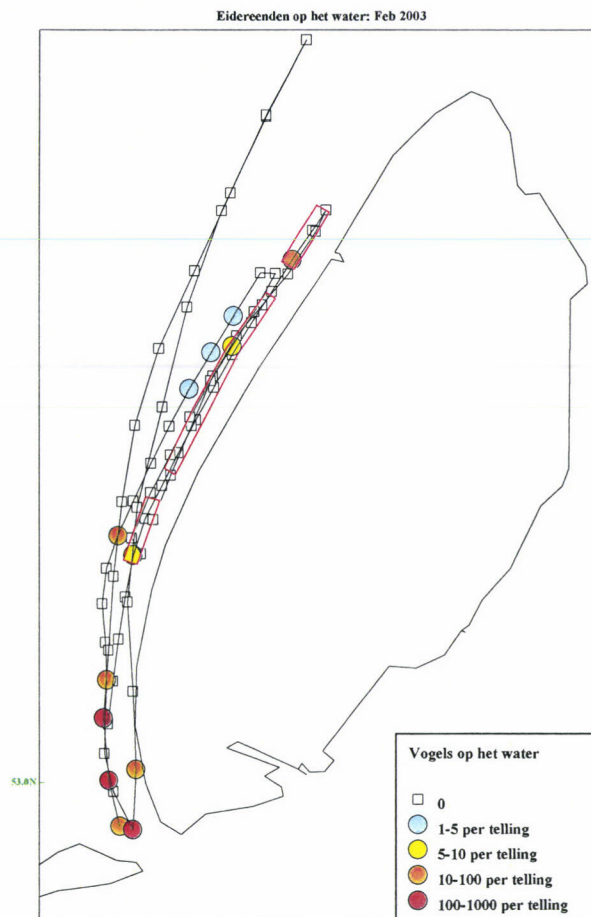 Eidereenden op het water: Feb 2003
53.0N
Vogels op het water
0
1-5 per telling
5-10 per telling
10-100 per telling
100-1000 per telling